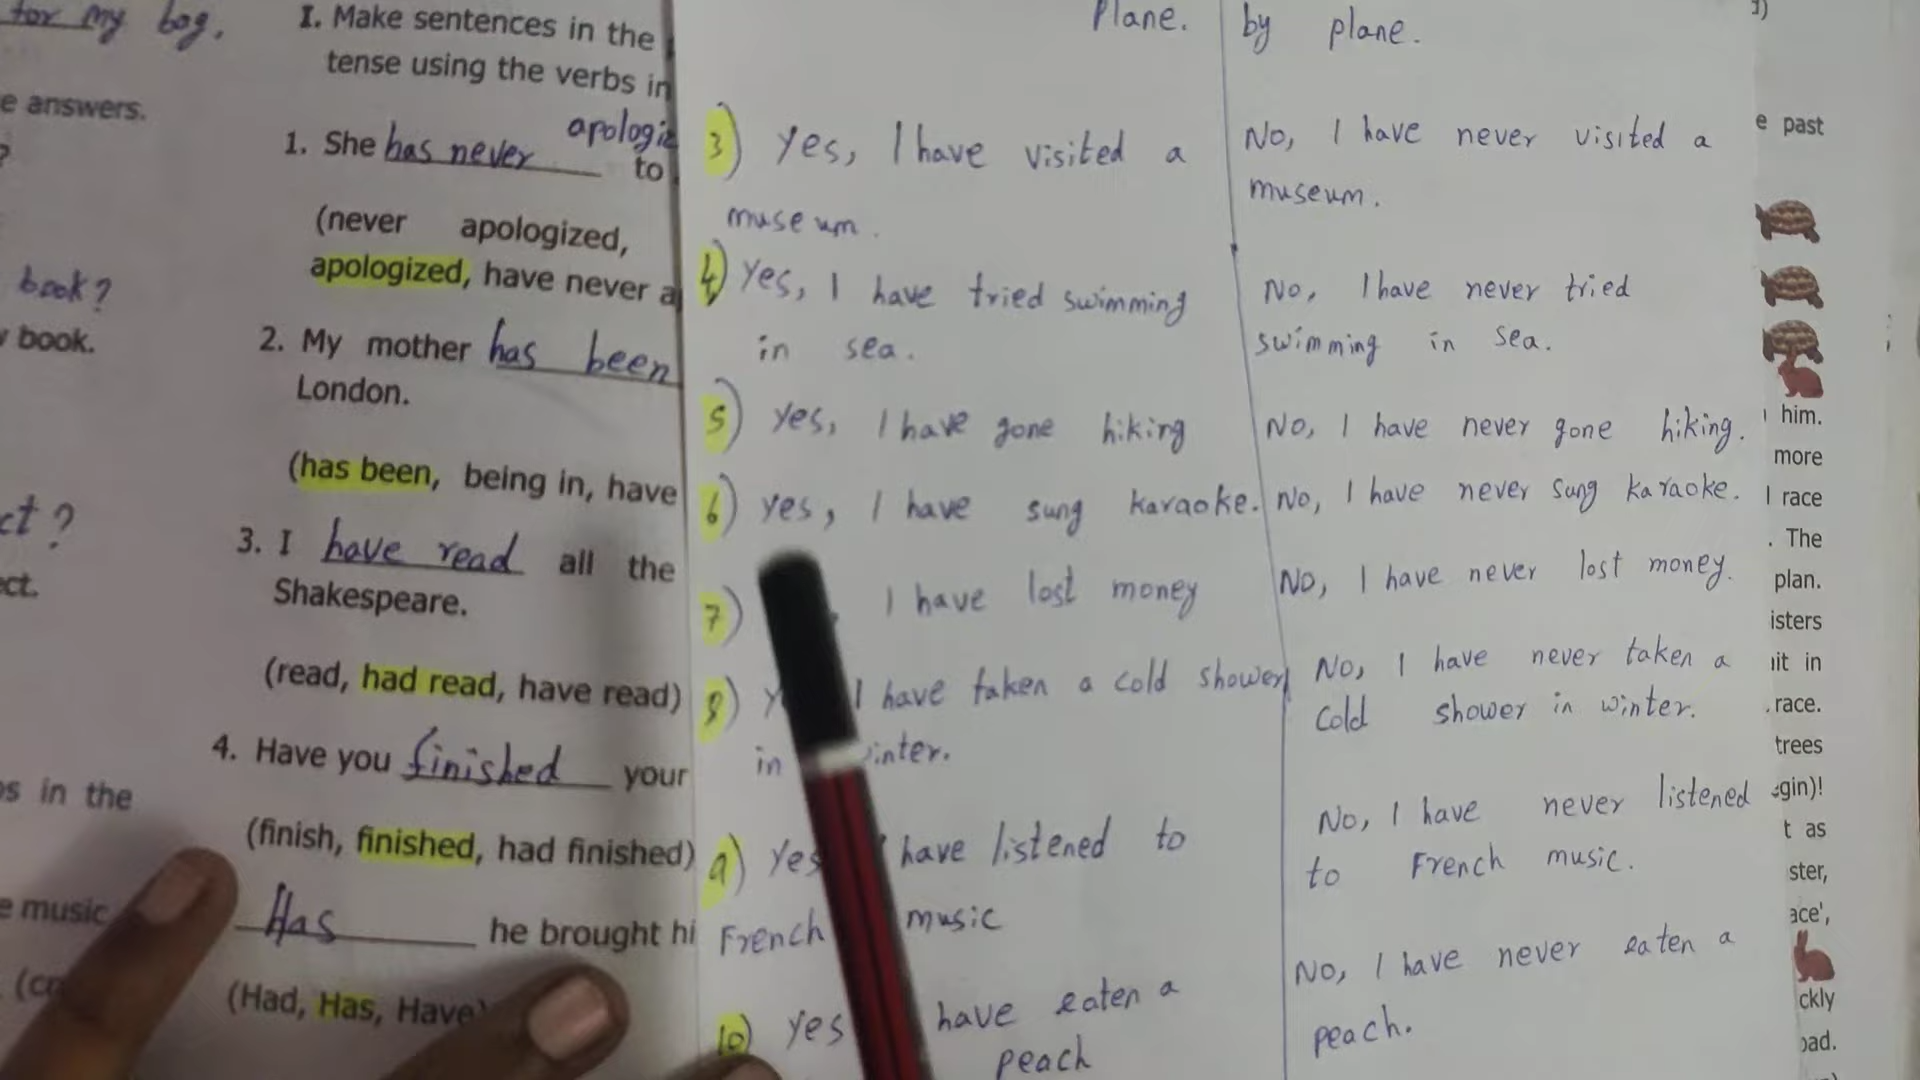 for my bag.
e answers.
?
book?
book.
ct?
ct.
s in the
e music
I. Make sentences in the
tense using the verbs in
apologiz
1. She has never to
(never apologized,
apologized, have never a
2. My mother has been
London.
(has been, being in, have
3. I have read all the
Shakespeare.
(read, had read, have read)
4. Have you finished your
(finish, finished, had finished)
Has he brought hi
(Had, Has, Have)
Plane.
3) Yes, I have visited a
museum.
4) Yes, I have tried swimming
in sea.
5) Yes, I have gone hiking
6) Yes, I have sung karaoke.
7) I have lost money
8) I have taken a cold shower
in winter.
9) Yes I have listened to
French music
10) Yes have eaten a
peach
by plane.
No, I have never visited a
museum.
No, I have never tried
swimming in sea.
No, I have never gone hiking.
No, I have never sung karaoke.
No, I have never lost money.
No, I have never taken a
cold shower in winter.
No, I have never listened
to French music.
No, I have never eaten a
peach.
e past
him.
more
I race
. The
plan.
isters
it in
.race.
trees
gin)!
t as
ster,
ace',
ckly
oad.